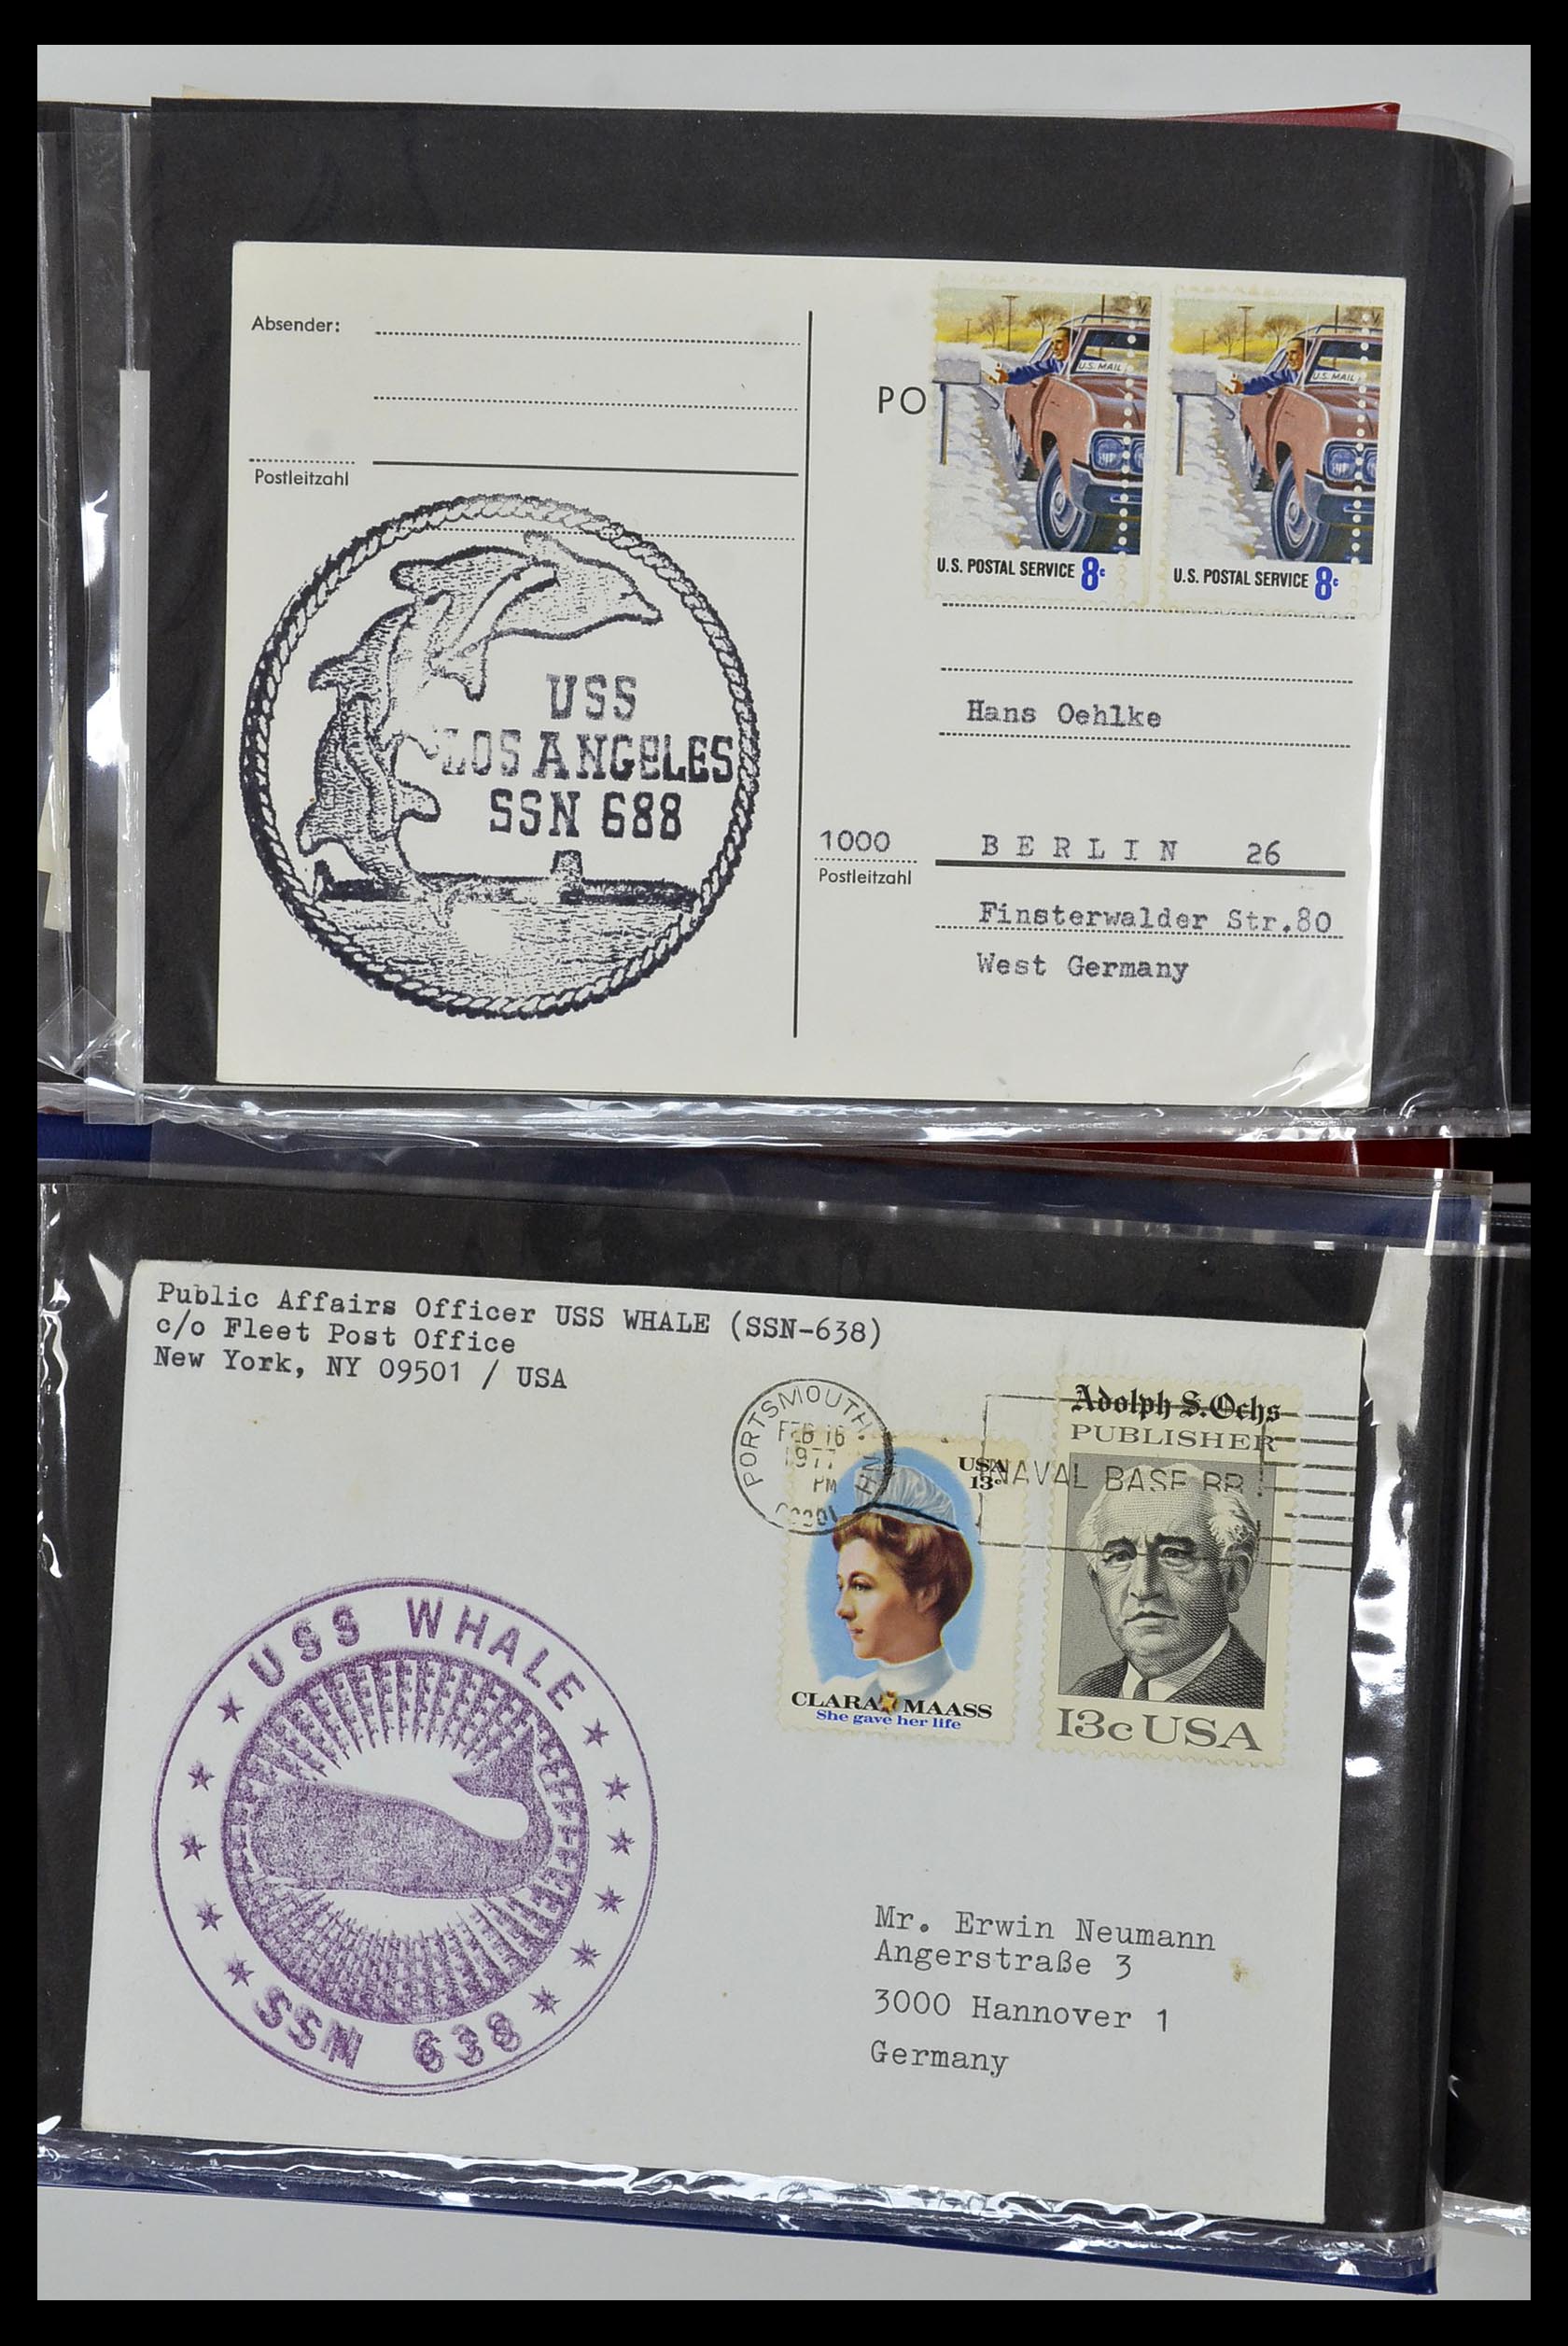 Absender:
Postleitzahl
PO
U.S. MAIL
U.S. POSTAL SERVICE 8c
U.S. MAIL
U.S. POSTAL SERVICE 8c
USS
LOS ANGELES
SSN 688
Hans Oehlke
1000 BERLIN 26
Postleitzahl
Finsterwalder Str.80
West Germany
Public Affairs Officer USS WHALE (SSN-638)
c/o Fleet Post Office
New York, NY 09501 / USA
PORTSMOUTH, NH
FEB 16
1977
PM
NAVAL BASE BR
USA
13c
CLARA MAASS
She gave her life
Adolph S. Ochs
PUBLISHER
13c USA
USS WHALE
SSN 638
Mr. Erwin Neumann
Angerstraße 3
3000 Hannover 1
Germany